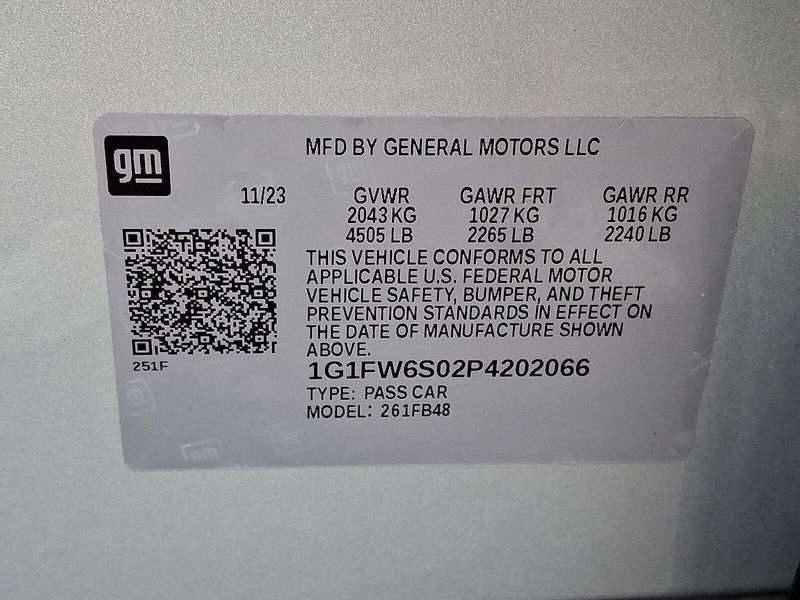 gm
MFD BY GENERAL MOTORS LLC
11/23 GVWR GAWR FRT GAWR RR
2043 KG 1027 KG 1016 KG
4505 LB 2265 LB 2240 LB
THIS VEHICLE CONFORMS TO ALL
APPLICABLE U.S. FEDERAL MOTOR
VEHICLE SAFETY, BUMPER, AND THEFT
PREVENTION STANDARDS IN EFFECT ON
THE DATE OF MANUFACTURE SHOWN
ABOVE.
251F
1G1FW6S02P4202066
TYPE: PASS CAR
MODEL: 261FB48
gm